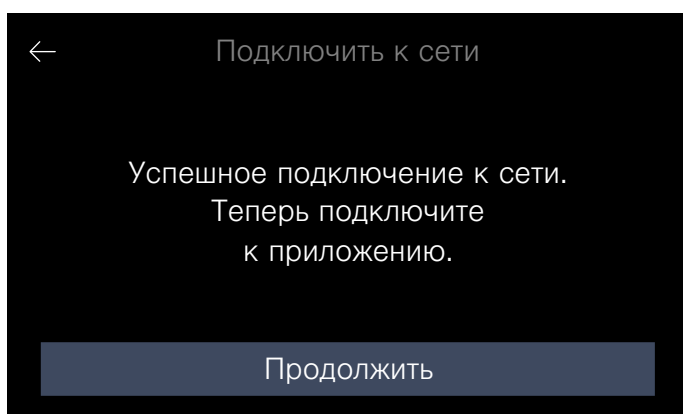 Подключить к сети
Успешное подключение к сети.
Теперь подключите
к приложению.
Продолжить